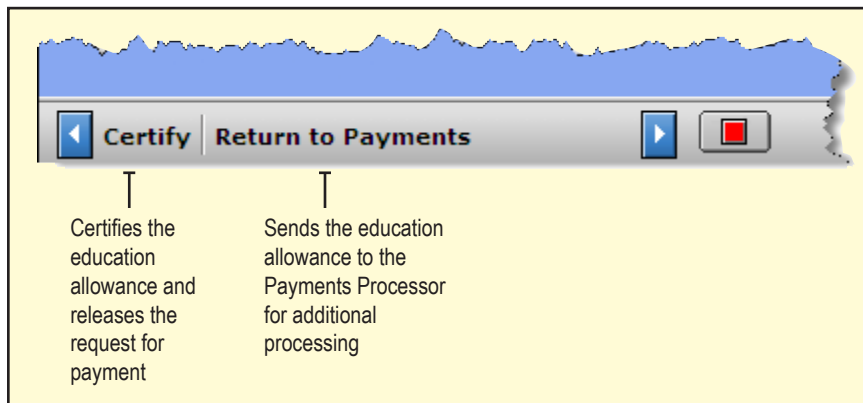 Certify Return to Payments
Certifies the
education
allowance and
releases the
request for
payment
Sends the education
allowance to the
Payments Processor
for additional
processing